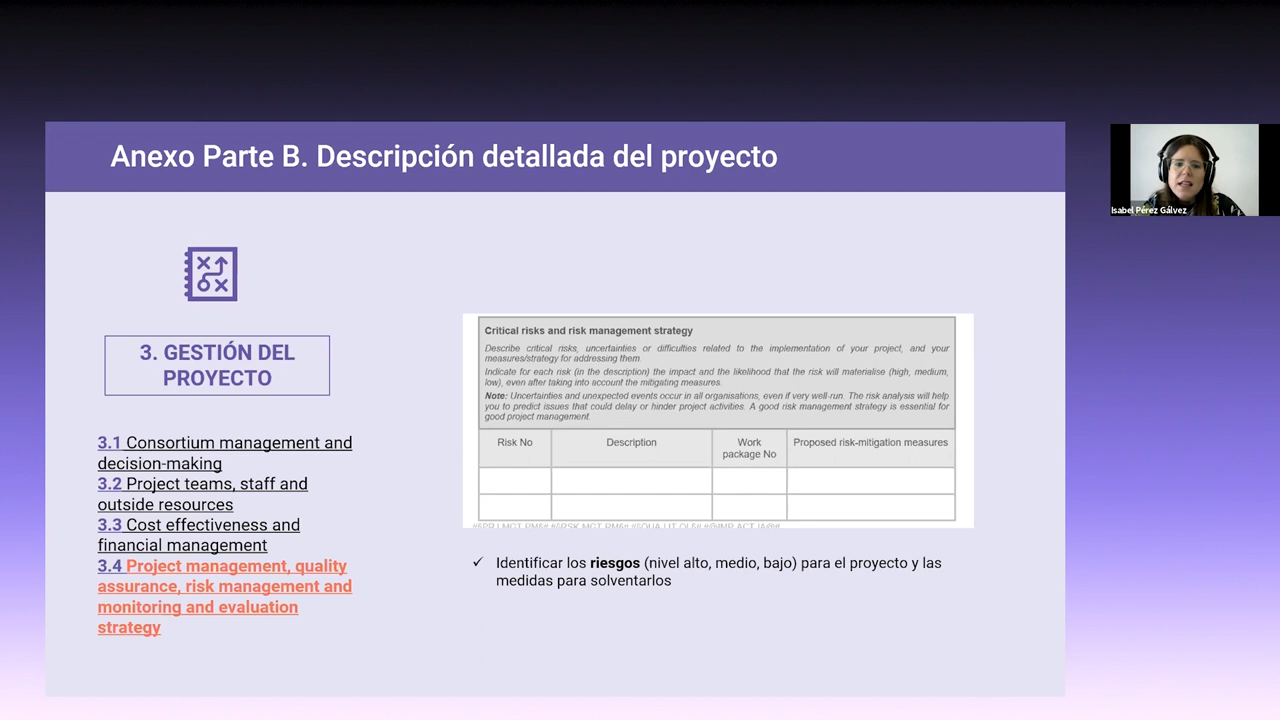 Anexo Parte B. Descripción detallada del proyecto
Isabel Pérez Gálvez
3. GESTIÓN DEL
PROYECTO
3.1 Consortium management and
decision-making
3.2 Project teams, staff and
outside resources
3.3 Cost effectiveness and
financial management
3.4 Project management, quality
assurance, risk management and
monitoring and evaluation
strategy
Critical risks and risk management strategy
Describe critical risks, uncertainties or difficulties related to the implementation of your project, and your
measures/strategy for addressing them.
Indicate for each risk (in the description) the impact and the likelihood that the risk will materialise (high, medium,
low), even after taking into account the mitigating measures.
Note: Uncertainties and unexpected events occur in all organisations, even if very well-run. The risk analysis will help
you to predict issues that could delay or hinder project activities. A good risk management strategy is essential for
good project management.
Risk No
Description
Work
package No
Proposed risk-mitigation measures
✓ Identificar los riesgos (nivel alto, medio, bajo) para el proyecto y las
medidas para solventarlos